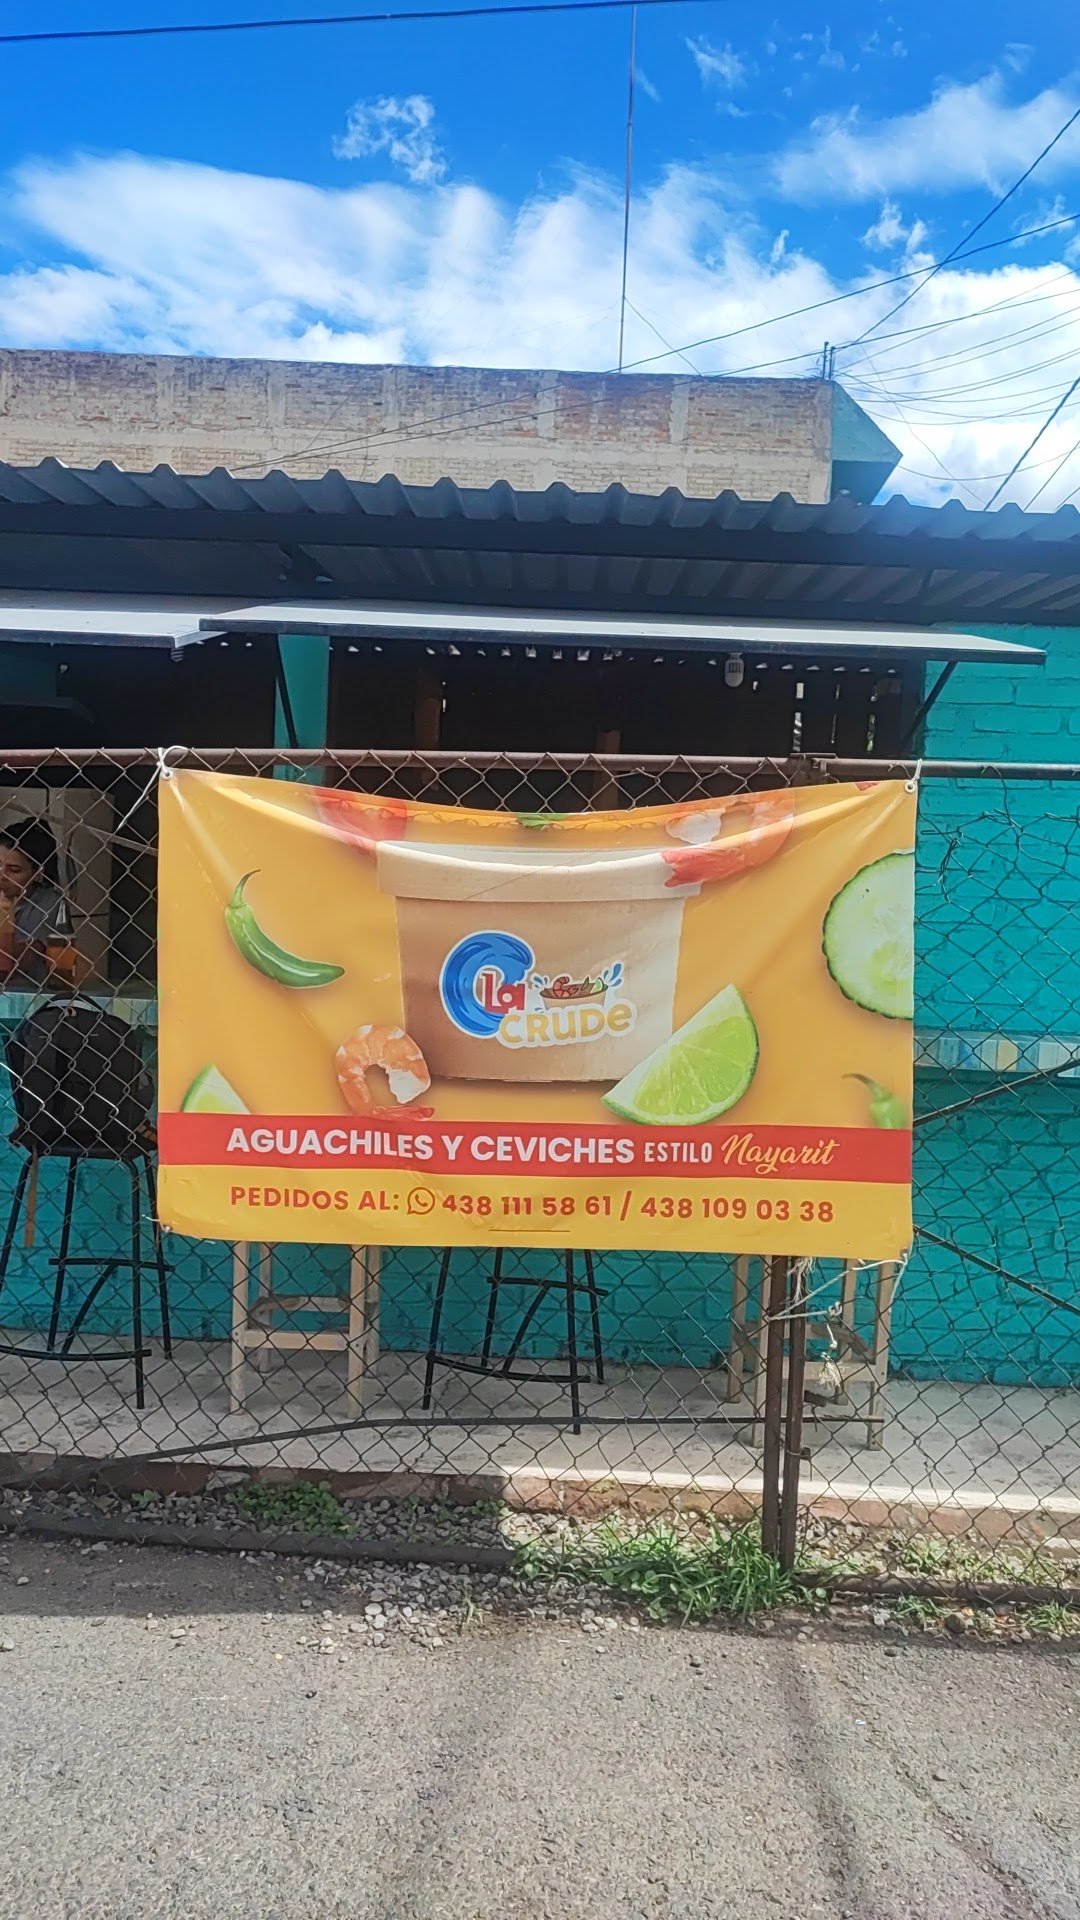 la
CRUDe
AGUACHILES Y CEVICHES ESTILO Nayarit
PEDIDOS AL: 438 111 58 61 / 438 109 03 38